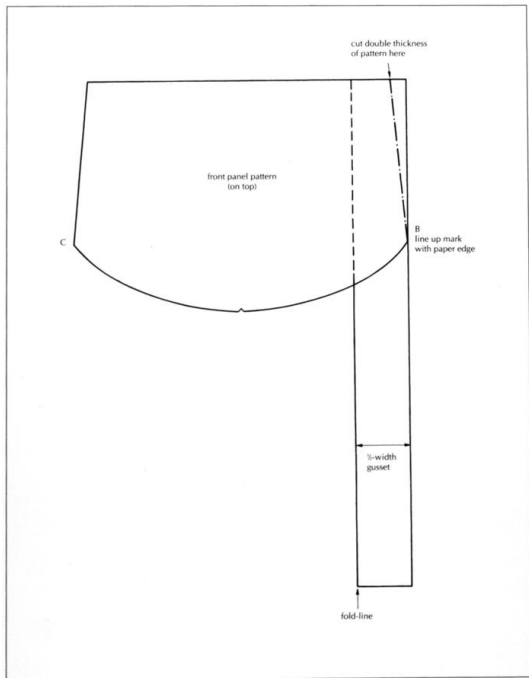 cut double thickness
of pattern here
front panel pattern
(on top)
B
line up mark
with paper edge
C
½-width
gusset
fold-line